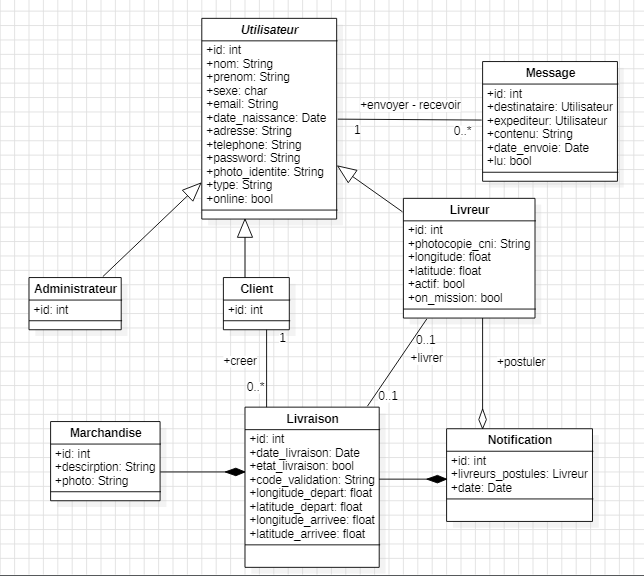 Utilisateur
+id: int
+nom: String
+prenom: String
+sexe: char
+email: String
+date_naissance: Date
+adresse: String
+telephone: String
+password: String
+photo_identite: String
+type: String
+online: bool
+envoyer - recevoir
1
0..*
Message
+id: int
+destinataire: Utilisateur
+expediteur: Utilisateur
+contenu: String
+date_envoie: Date
+lu: bool
Livreur
+id: int
+photocopie_cni: String
+longitude: float
+latitude: float
+actif: bool
+on_mission: bool
Administrateur
+id: int
Client
+id: int
1
+creer
0..*
0..1
+livrer
0..1
+postuler
Marchandise
+id: int
+descirption: String
+photo: String
Livraison
+id: int
+date_livraison: Date
+etat_livraison: bool
+code_validation: String
+longitude_depart: float
+latitude_depart: float
+longitude_arrivee: float
+latitude_arrivee: float
Notification
+id: int
+livreurs_postules: Livreur
+date: Date